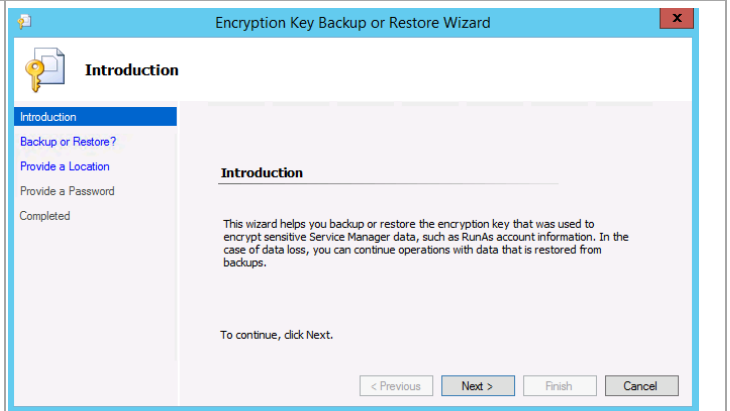 Encryption Key Backup or Restore Wizard
x
Introduction
Introduction
Backup or Restore?
Provide a Location
Provide a Password
Completed
Introduction
This wizard helps you backup or restore the encryption key that was used to
encrypt sensitive Service Manager data, such as RunAs account information. In the
case of data loss, you can continue operations with data that is restored from
backups.
To continue, click Next.
< Previous
Next >
Finish
Cancel